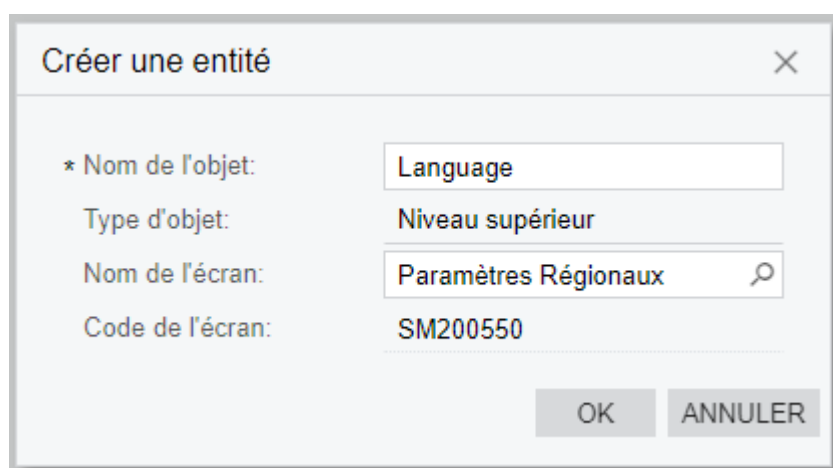 Créer une entité
* Nom de l'objet: Language
Type d'objet: Niveau supérieur
Nom de l'écran: Paramètres Régionaux
Code de l'écran: SM200550
OK ANNULER